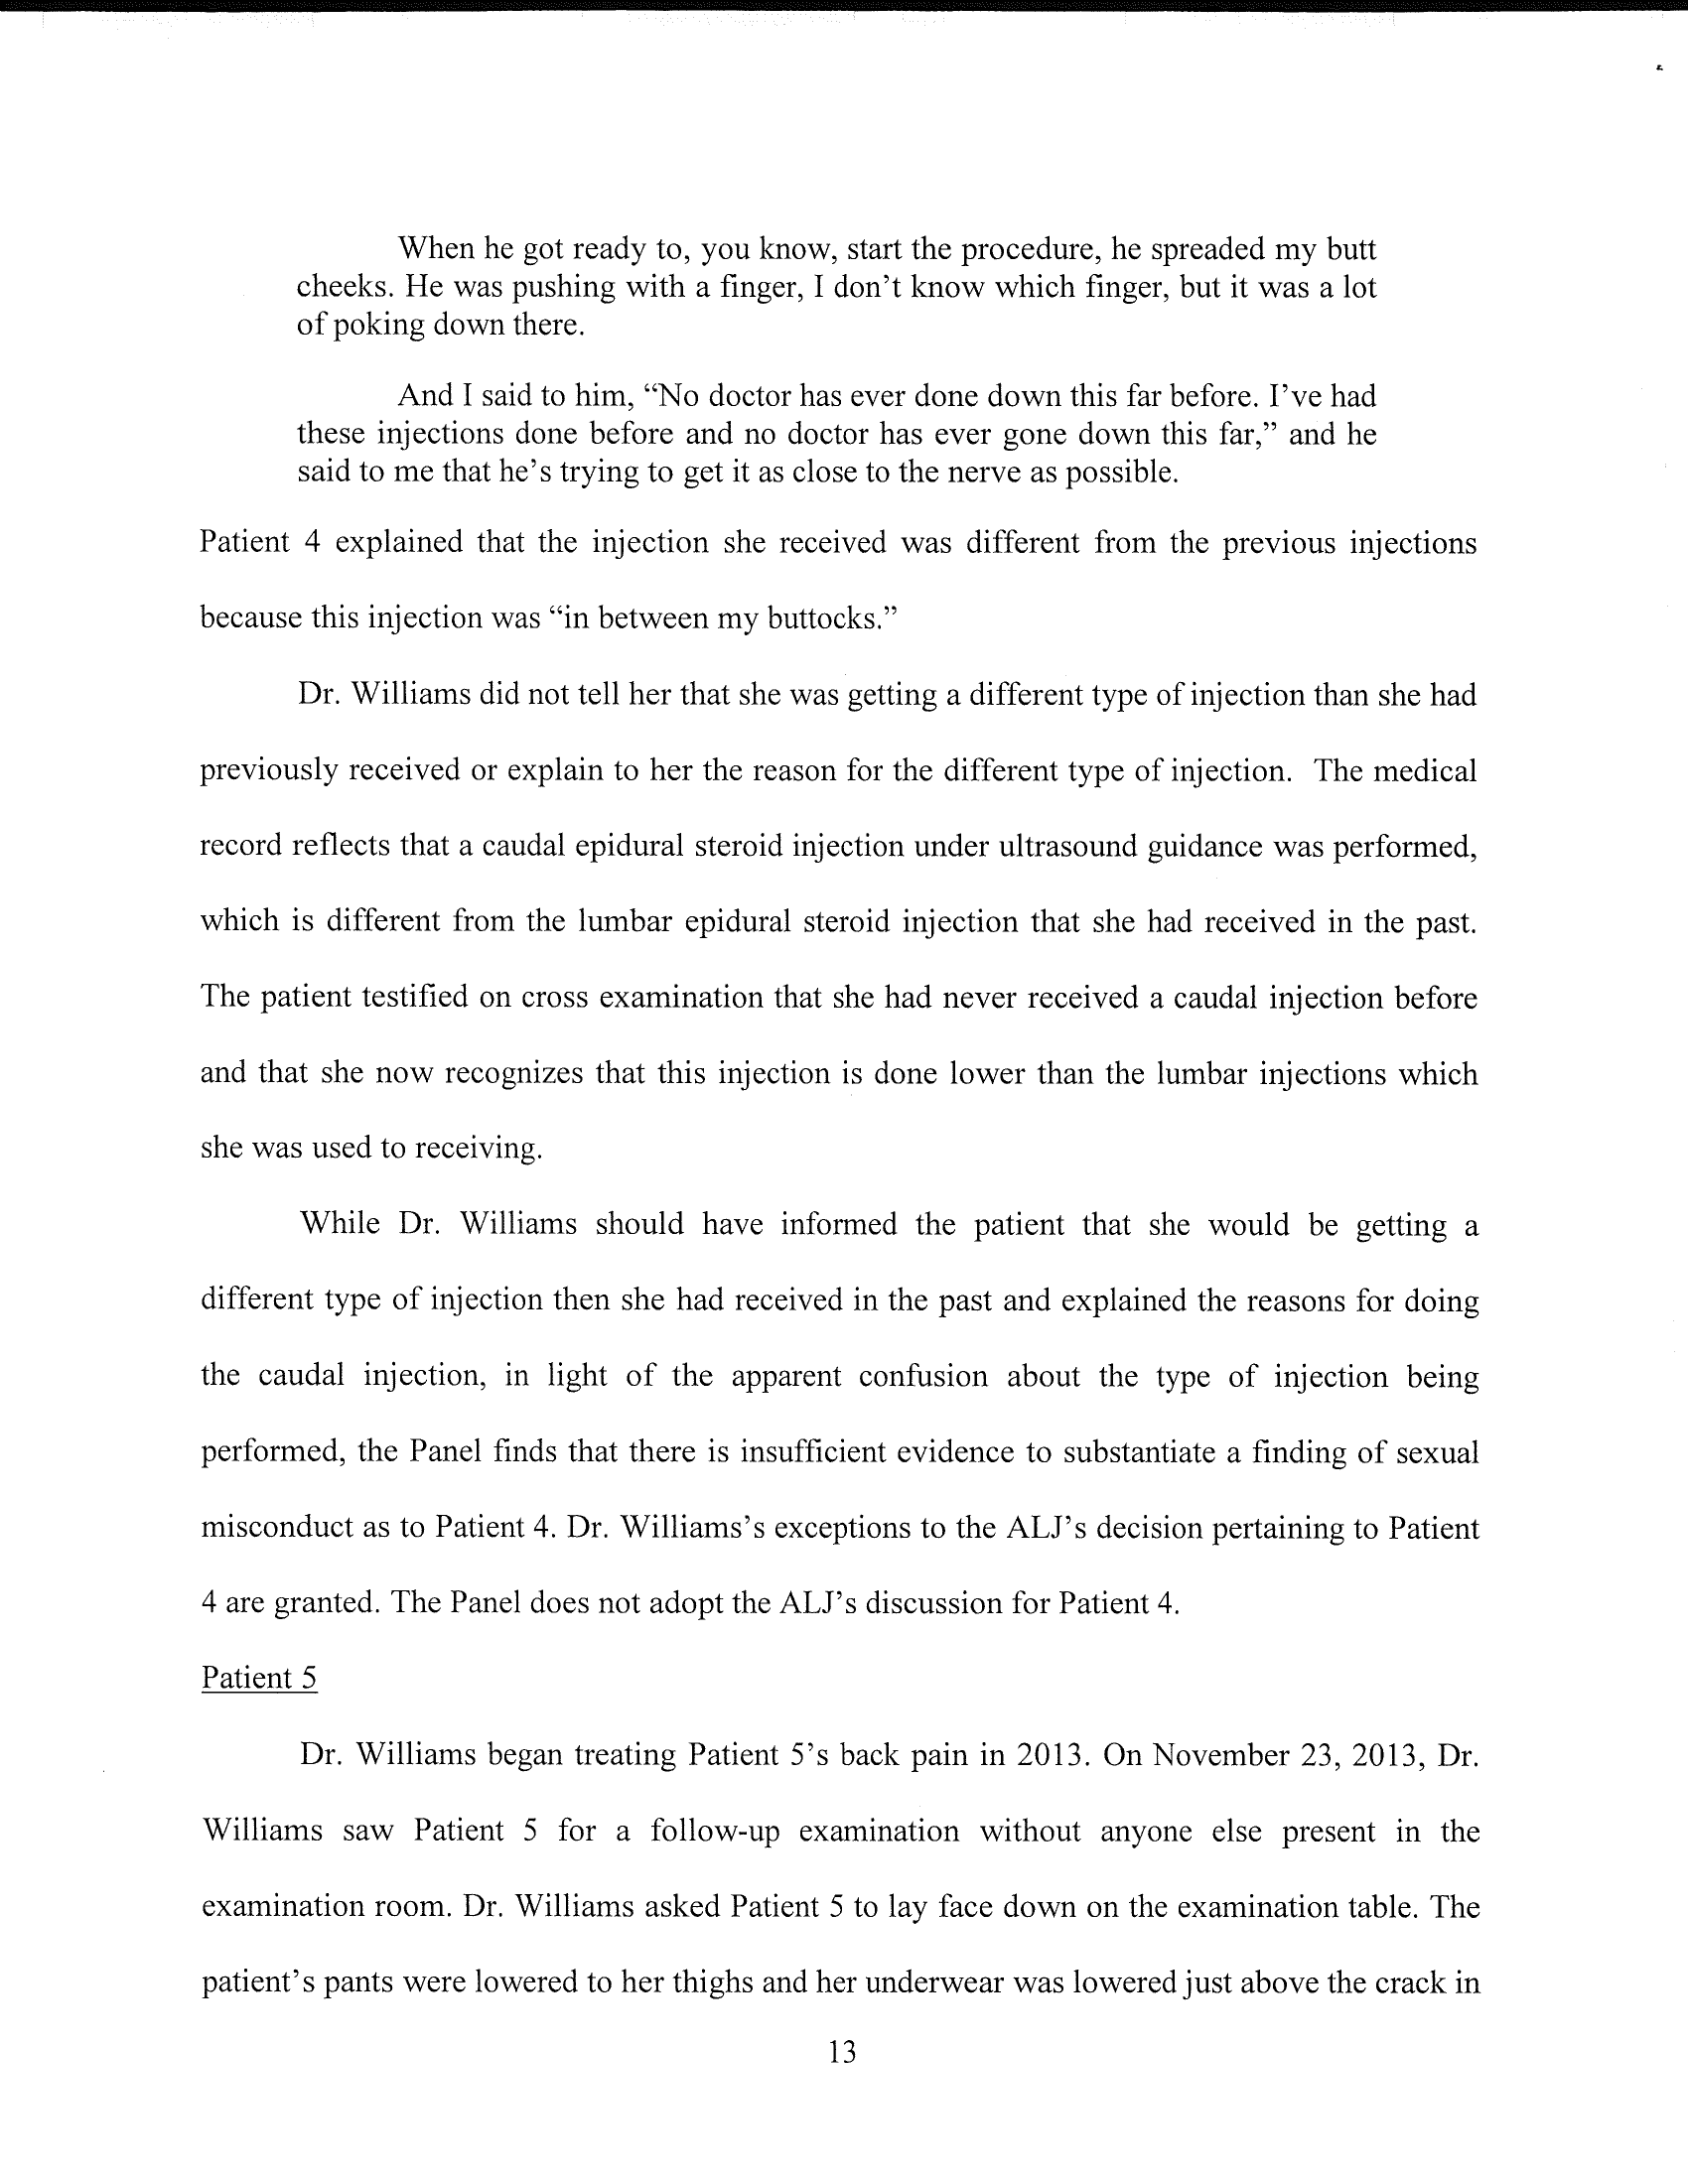 When he got ready to, you know, start the procedure, he spreaded my butt
cheeks. He was pushing with a finger, I don't know which finger, but it was a lot
of poking down there.
And I said to him, “No doctor has ever done down this far before. I've had
these injections done before and no doctor has ever gone down this far,” and he
said to me that he's trying to get it as close to the nerve as possible.
Patient 4 explained that the injection she received was different from the previous injections
because this injection was “in between my buttocks.”
Dr. Williams did not tell her that she was getting a different type of injection than she had
previously received or explain to her the reason for the different type of injection. The medical
record reflects that a caudal epidural steroid injection under ultrasound guidance was performed,
which is different from the lumbar epidural steroid injection that she had received in the past.
The patient testified on cross examination that she had never received a caudal injection before
and that she now recognizes that this injection is done lower than the lumbar injections which
she was used to receiving.
While Dr. Williams should have informed the patient that she would be getting a
different type of injection then she had received in the past and explained the reasons for doing
the caudal injection, in light of the apparent confusion about the type of injection being
performed, the Panel finds that there is insufficient evidence to substantiate a finding of sexual
misconduct as to Patient 4. Dr. Williams's exceptions to the ALJ's decision pertaining to Patient
4 are granted. The Panel does not adopt the ALJ's discussion for Patient 4.
Patient 5
Dr. Williams began treating Patient 5's back pain in 2013. On November 23, 2013, Dr.
Williams saw Patient 5 for a follow-up examination without anyone else present in the
examination room. Dr. Williams asked Patient 5 to lay face down on the examination table. The
patient's pants were lowered to her thighs and her underwear was lowered just above the crack in
13